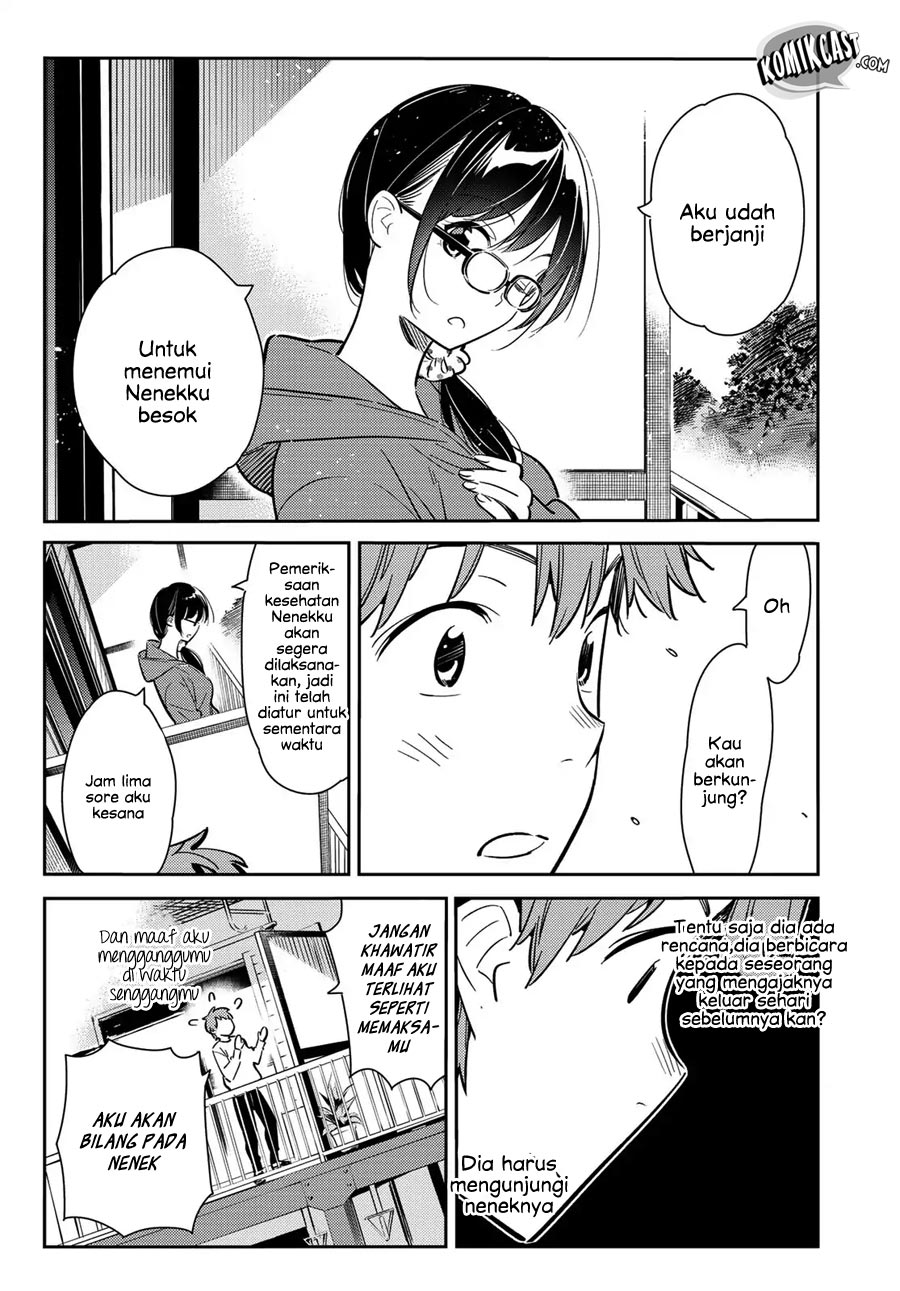 KOMIKCAST
.COM
Aku udah
berjanji
Untuk
menemui
Nenekku
besok
Oh
Kau
akan
berkun-
jung?
Pemerik-
saan
kesehatan
Nenekku
akan
segera
dilaksana-
kan, jadi
ini telah
diatur untuk
sementara
waktu
Jam lima
sore aku
kesana
Tentu saja dia ada
rencana,dia berbicara
kepada seseorang
yang mengajaknya
keluar sehari
sebelumnya kan?
Dia harus
mengunjungi
neneknya
JANGAN
KHAWATIR
MAAF AKU
TERLIHAT
SEPERTI
MEMAKSA-
MU
Dan maaf aku
mengganggumu
di waktu
senggangmu
AKU AKAN
BILANG PADA
NENEK